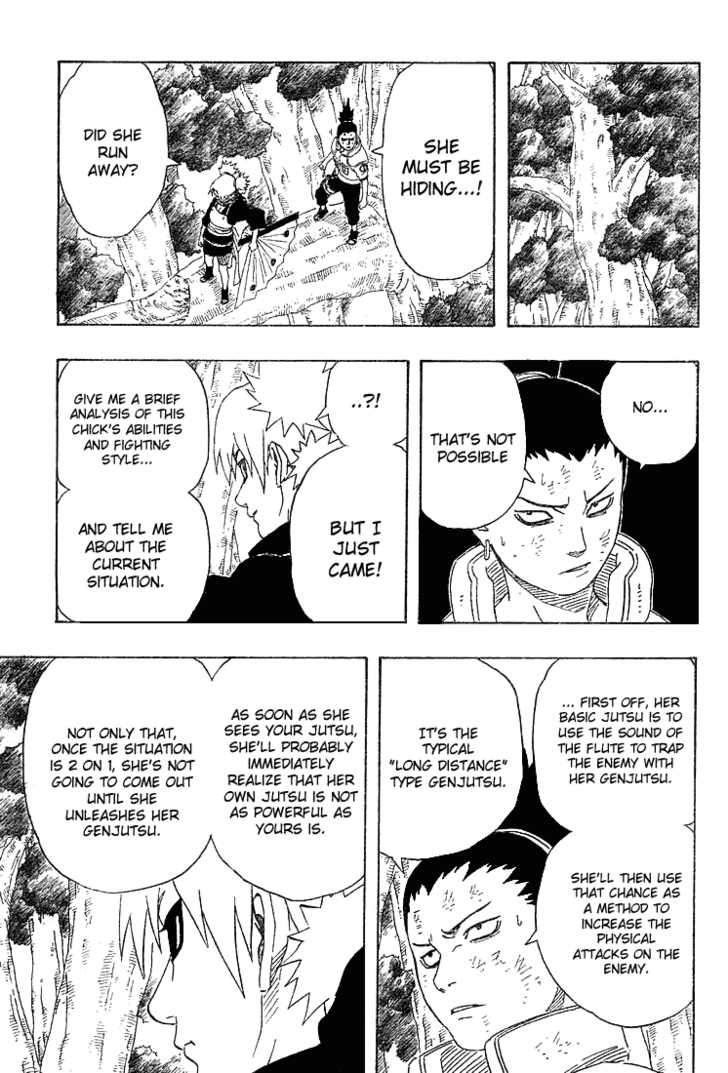 SHE
MUST BE
HIDING...!
DID SHE
RUN
AWAY?
NO...
THAT'S NOT
POSSIBLE
..?!
BUT I
JUST
CAME!
GIVE ME A BRIEF
ANALYSIS OF THIS
CHICK'S ABILITIES
AND FIGHTING
STYLE...
AND TELL ME
ABOUT THE
CURRENT
SITUATION.
... FIRST OFF, HER
BASIC JUTSU IS TO
USE THE SOUND OF
THE FLUTE TO TRAP
THE ENEMY WITH
HER GENJUTSU.
SHE'LL THEN USE
THAT CHANCE AS
A METHOD TO
INCREASE THE
PHYSICAL
ATTACKS ON THE
ENEMY.
IT'S THE
TYPICAL
"LONG DISTANCE"
TYPE GENJUTSU.
AS SOON AS SHE
SEES YOUR JUTSU,
SHE'LL PROBABLY
IMMEDIATELY
REALIZE THAT HER
OWN JUTSU IS NOT
AS POWERFUL AS
YOURS IS.
NOT ONLY THAT,
ONCE THE SITUATION
IS 2 ON 1, SHE'S NOT
GOING TO COME OUT
UNTIL SHE
UNLEASHES HER
GENJUTSU.